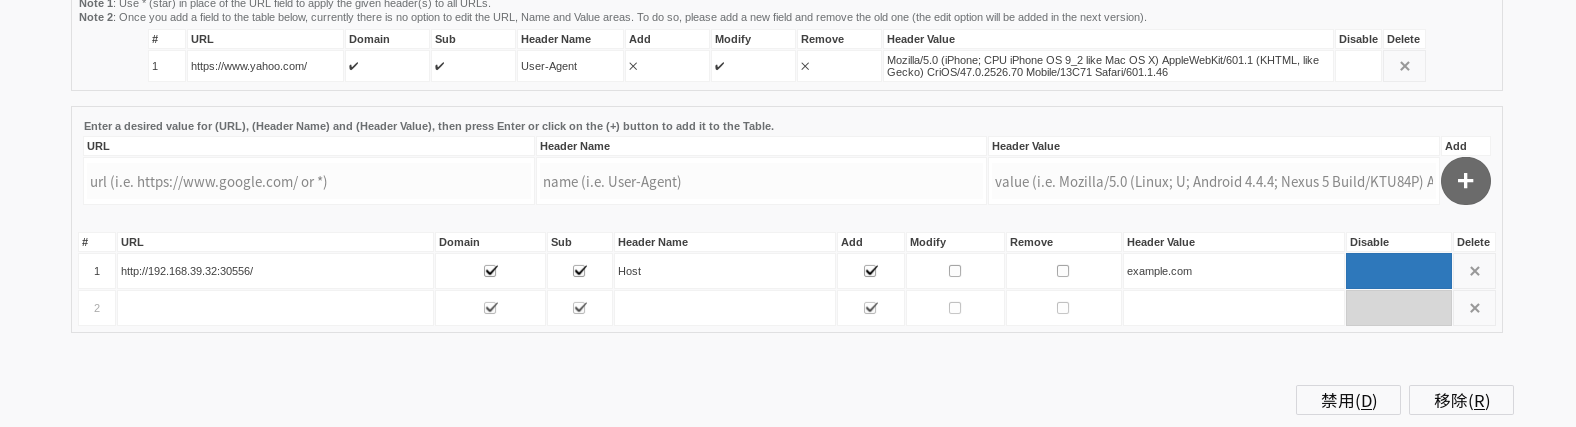 Note 1: Use * (star) in place of the URL field to apply the given header(s) to all URLs.
Note 2: Once you add a field to the table below, currently there is no option to edit the URL, Name and Value areas. To do so, please add a new field and remove the old one (the edit option will be added in the next version).
# URL Domain Sub Header Name Add Modify Remove Header Value Disable Delete
1 https://www.yahoo.com/ ✔ ✔ User-Agent ✕ ✔ ✕ Mozilla/5.0 (iPhone; CPU iPhone OS 9_2 like Mac OS X) AppleWebKit/601.1 (KHTML, like
Gecko) CriOS/47.0.2526.70 Mobile/13C71 Safari/601.1.46 ✕
Enter a desired value for (URL), (Header Name) and (Header Value), then press Enter or click on the (+) button to add it to the Table.
URL Header Name Header Value Add
url (i.e. https://www.google.com/ or *) name (i.e. User-Agent) value (i.e. Mozilla/5.0 (Linux; U; Android 4.4.4; Nexus 5 Build/KTU84P) A +
# URL Domain Sub Header Name Add Modify Remove Header Value Disable Delete
1 http://192.168.39.32:30556/ Host example.com ✕
2 ✕
禁用(D) 移除(R)